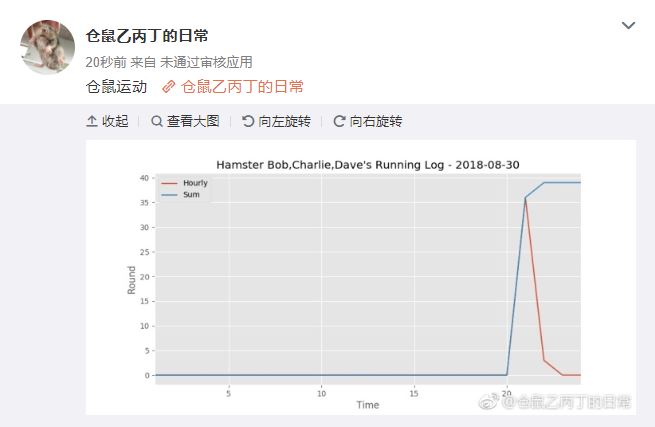 仓鼠乙丙丁的日常
20秒前 来自 未通过审核应用
仓鼠运动 仓鼠乙丙丁的日常
收起 查看大图 向左旋转 向右旋转
Hamster Bob,Charlie,Dave's Running Log - 2018-08-30
Hourly
Sum
40
35
30
25
20
15
10
5
0
Round
5 10 15 20
Time
@仓鼠乙丙丁的日常